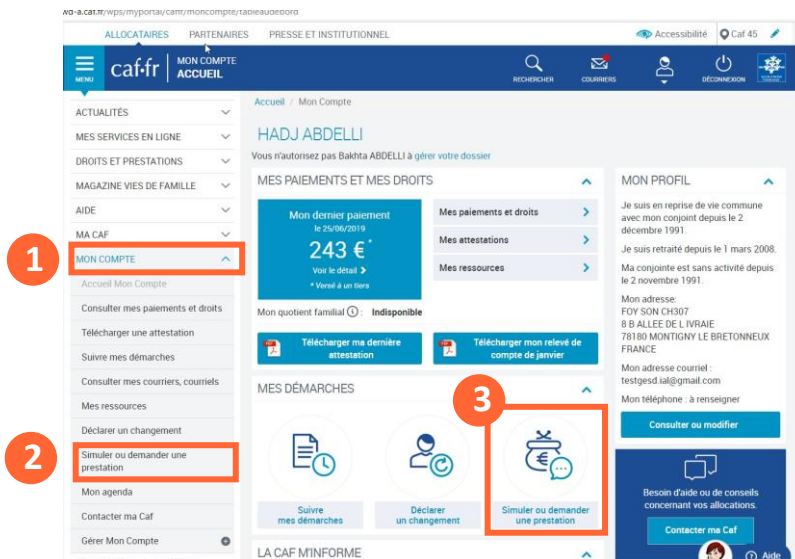 wd-a.caf.fr/wps/myportal/caffr/moncompte/tableaudebord
ALLOCATAIRES PARTENAIRES PRESSE ET INSTITUTIONNEL
Accessibilité Caf 45
MENU
caf•fr
MON COMPTE
ACCUEIL
RECHERCHER
COURRIERS
DÉCONNEXION
ACTUALITÉS
MES SERVICES EN LIGNE
DROITS ET PRESTATIONS
MAGAZINE VIES DE FAMILLE
AIDE
MA CAF
1
MON COMPTE
Accueil Mon Compte
Consulter mes paiements et droits
Télécharger une attestation
Suivre mes démarches
Consulter mes courriers, courriels
Mes ressources
Déclarer un changement
2
Simuler ou demander une
prestation
Mon agenda
Contacter ma Caf
Gérer Mon Compte
Accueil / Mon Compte
HADJ ABDELLI
Vous n'autorisez pas Bakhta ABDELLI à gérer votre dossier
MES PAIEMENTS ET MES DROITS
Mon dernier paiement
le 25/06/2019
243 €*
Voir le détail
* Versé à un tiers
Mes paiements et droits
Mes attestations
Mes ressources
Mon quotient familial i : Indisponible
Télécharger ma dernière
attestation
Télécharger mon relevé de
compte de janvier
MES DÉMARCHES
3
Suivre
mes démarches
Déclarer
un changement
Simuler ou demander
une prestation
LA CAF M'INFORME
MON PROFIL
Je suis en reprise de vie commune
avec mon conjoint depuis le 2
décembre 1991.
Je suis retraité depuis le 1 mars 2008.
Ma conjointe est sans activité depuis
le 2 novembre 1991.
Mon adresse:
FOY SON CH307
8 B ALLEE DE L IVRAIE
78180 MONTIGNY LE BRETONNEUX
FRANCE
Mon adresse courriel :
testgesd.ial@gmail.com
Mon téléphone : à renseigner
Consulter ou modifier
Besoin d'aide ou de conseils
concernant vos allocations.
Contacter ma Caf
? Aide